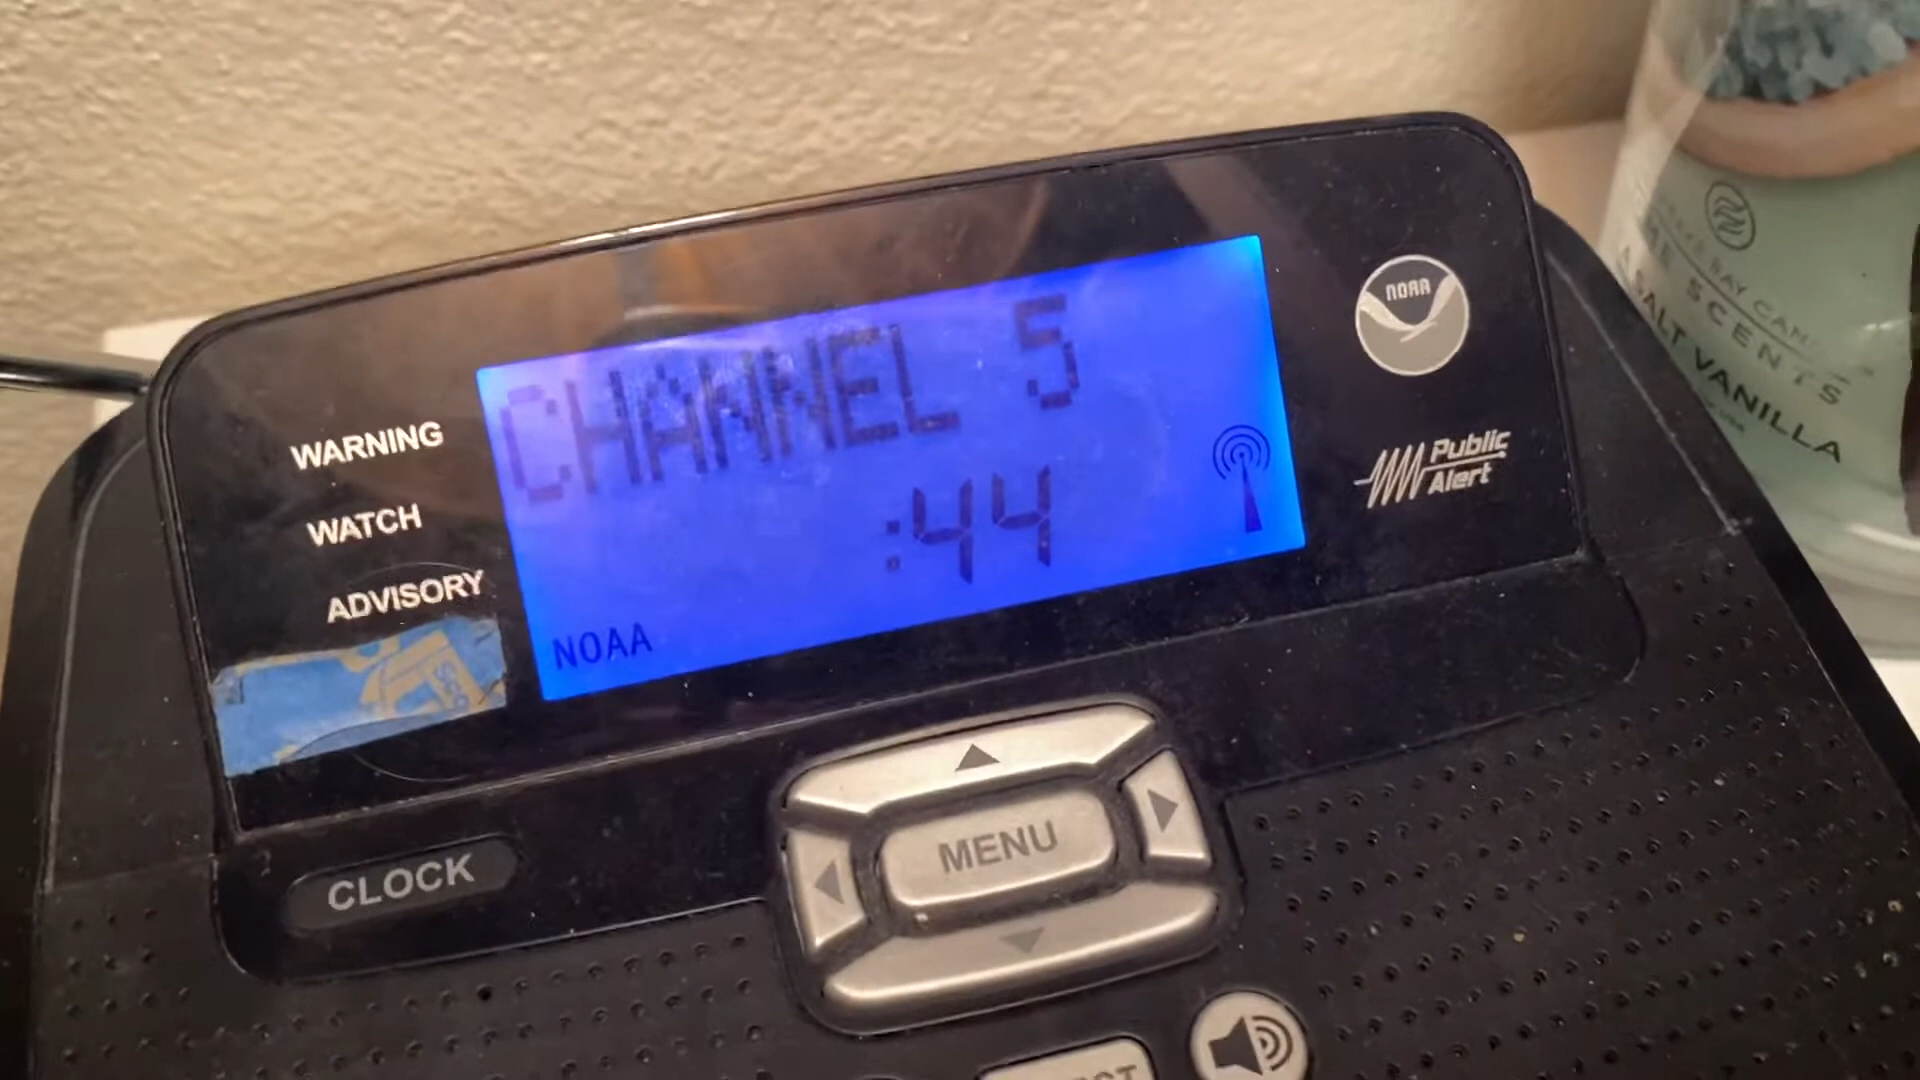 CHANNEL 5
:44
NOAA
WARNING
WATCH
ADVISORY
NOAA
Public
Alert
CLOCK
MENU
SCENTS
SALT VANILLA